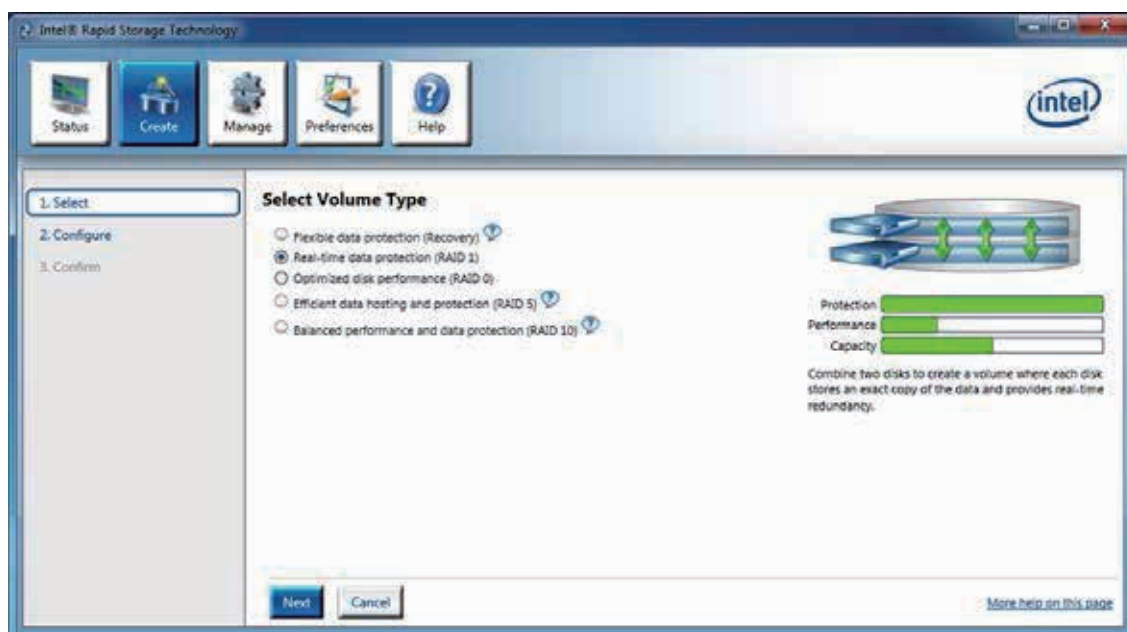 Intel® Rapid Storage Technology
Status
Create
Manage
Preferences
Help
intel
1. Select
2. Configure
3. Confirm
Select Volume Type
Flexible data protection (Recovery)
Real-time data protection (RAID 1)
Optimized disk performance (RAID 0)
Efficient data hosting and protection (RAID 5)
Balanced performance and data protection (RAID 10)
Protection
Performance
Capacity
Combine two disks to create a volume where each disk
stores an exact copy of the data and provides real-time
redundancy.
Next
Cancel
More help on this page